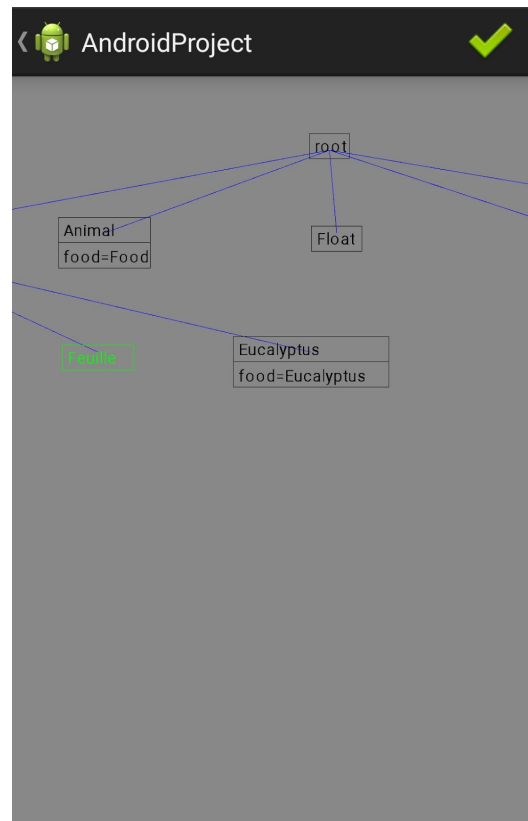 AndroidProject
root
Animal
food=Food
Float
Feuille
Eucalyptus
food=Eucalyptus